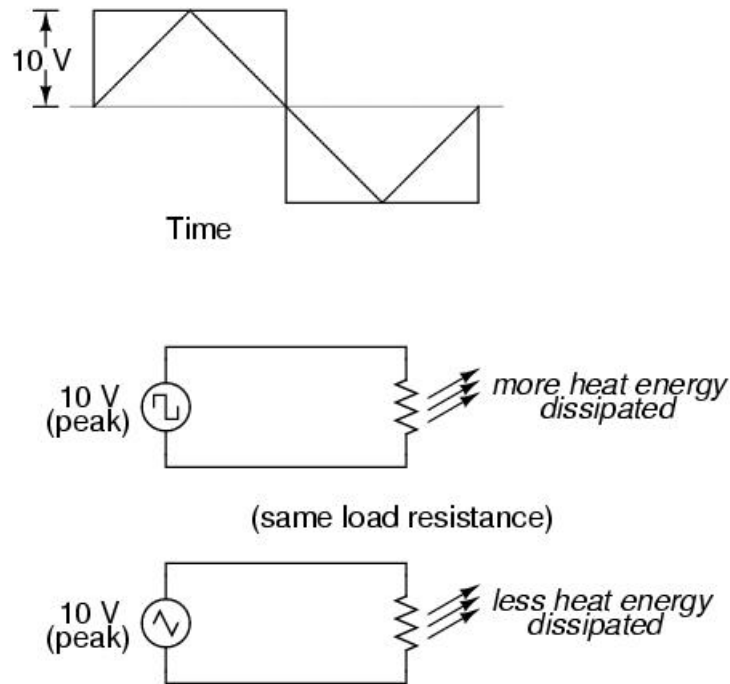 10 V
Time
10 V
(peak)
more heat energy
dissipated
(same load resistance)
10 V
(peak)
less heat energy
dissipated